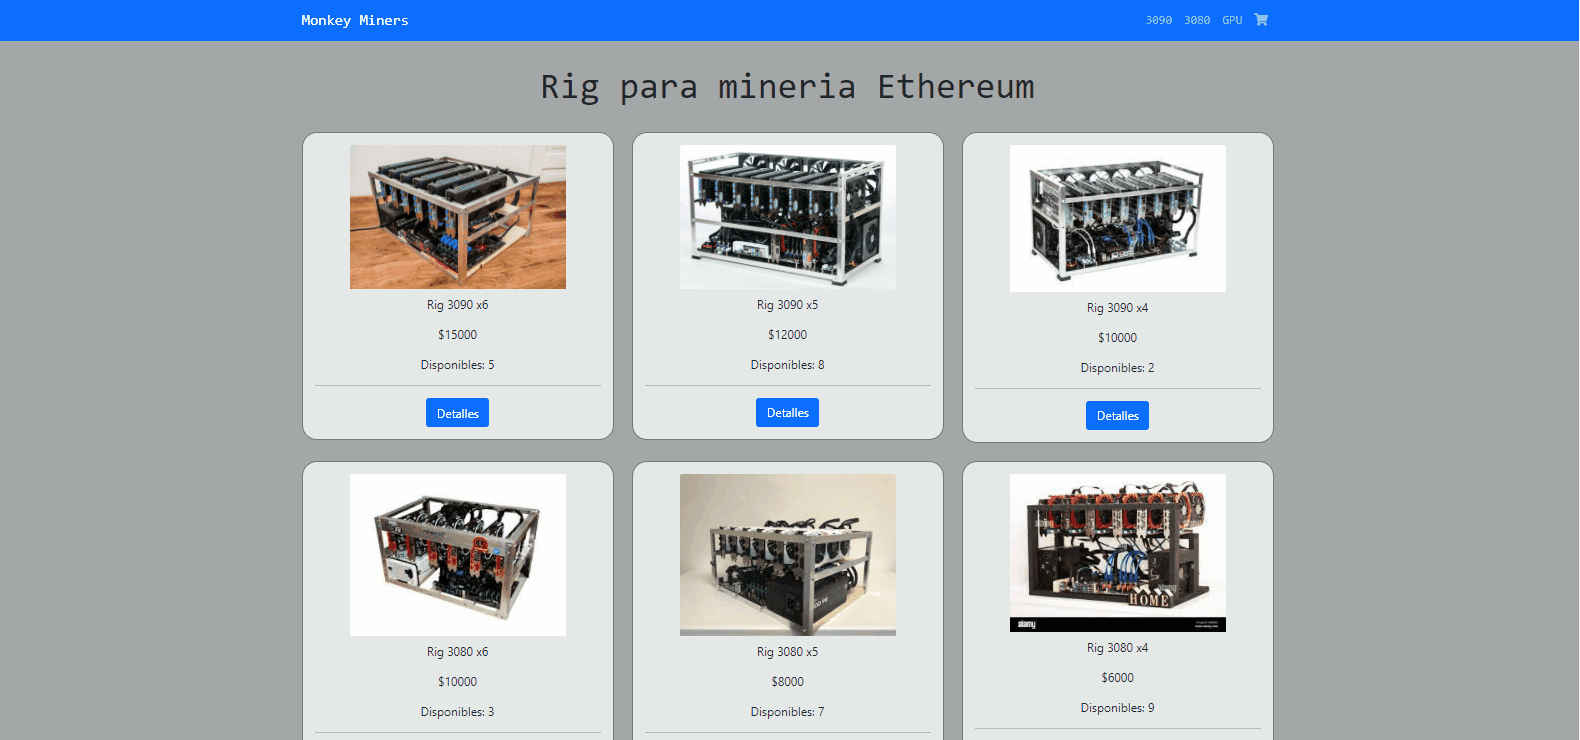 Monkey Miners
3090 3080 GPU
Rig para mineria Ethereum
Rig 3090 x6
$15000
Disponibles: 5
Detalles
Rig 3090 x5
$12000
Disponibles: 8
Detalles
Rig 3090 x4
$10000
Disponibles: 2
Detalles
Rig 3080 x6
$10000
Disponibles: 3
Rig 3080 x5
$8000
Disponibles: 7
HOME
alamy
Rig 3080 x4
$6000
Disponibles: 9